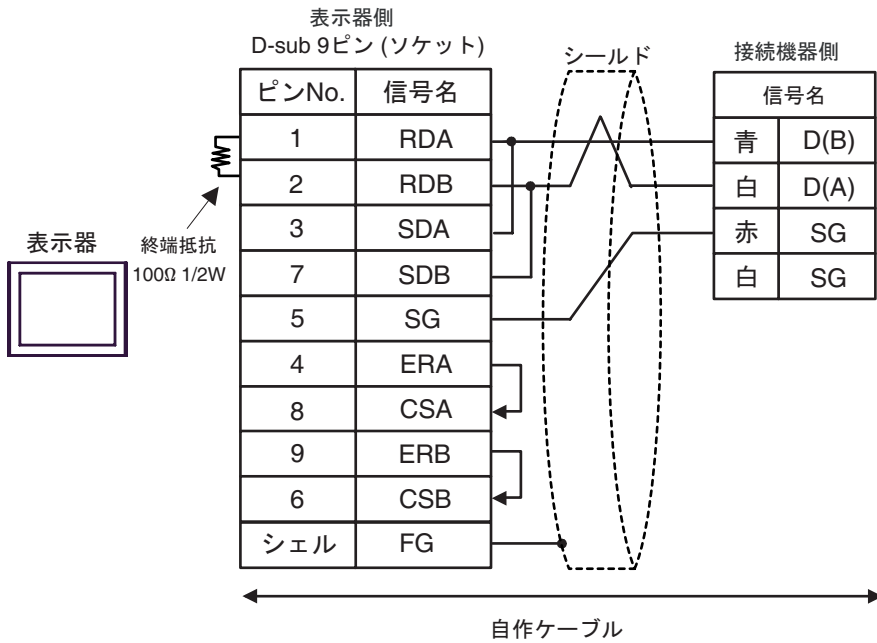 表示器側
D-sub 9ピン (ソケット)
シールド
接続機器側
ピンNo. 信号名
信号名
1 RDA
青 D(B)
2 RDB
白 D(A)
3 SDA
赤 SG
7 SDB
白 SG
5 SG
4 ERA
8 CSA
9 ERB
6 CSB
シェル FG
表示器
終端抵抗
100Ω 1/2W
自作ケーブル